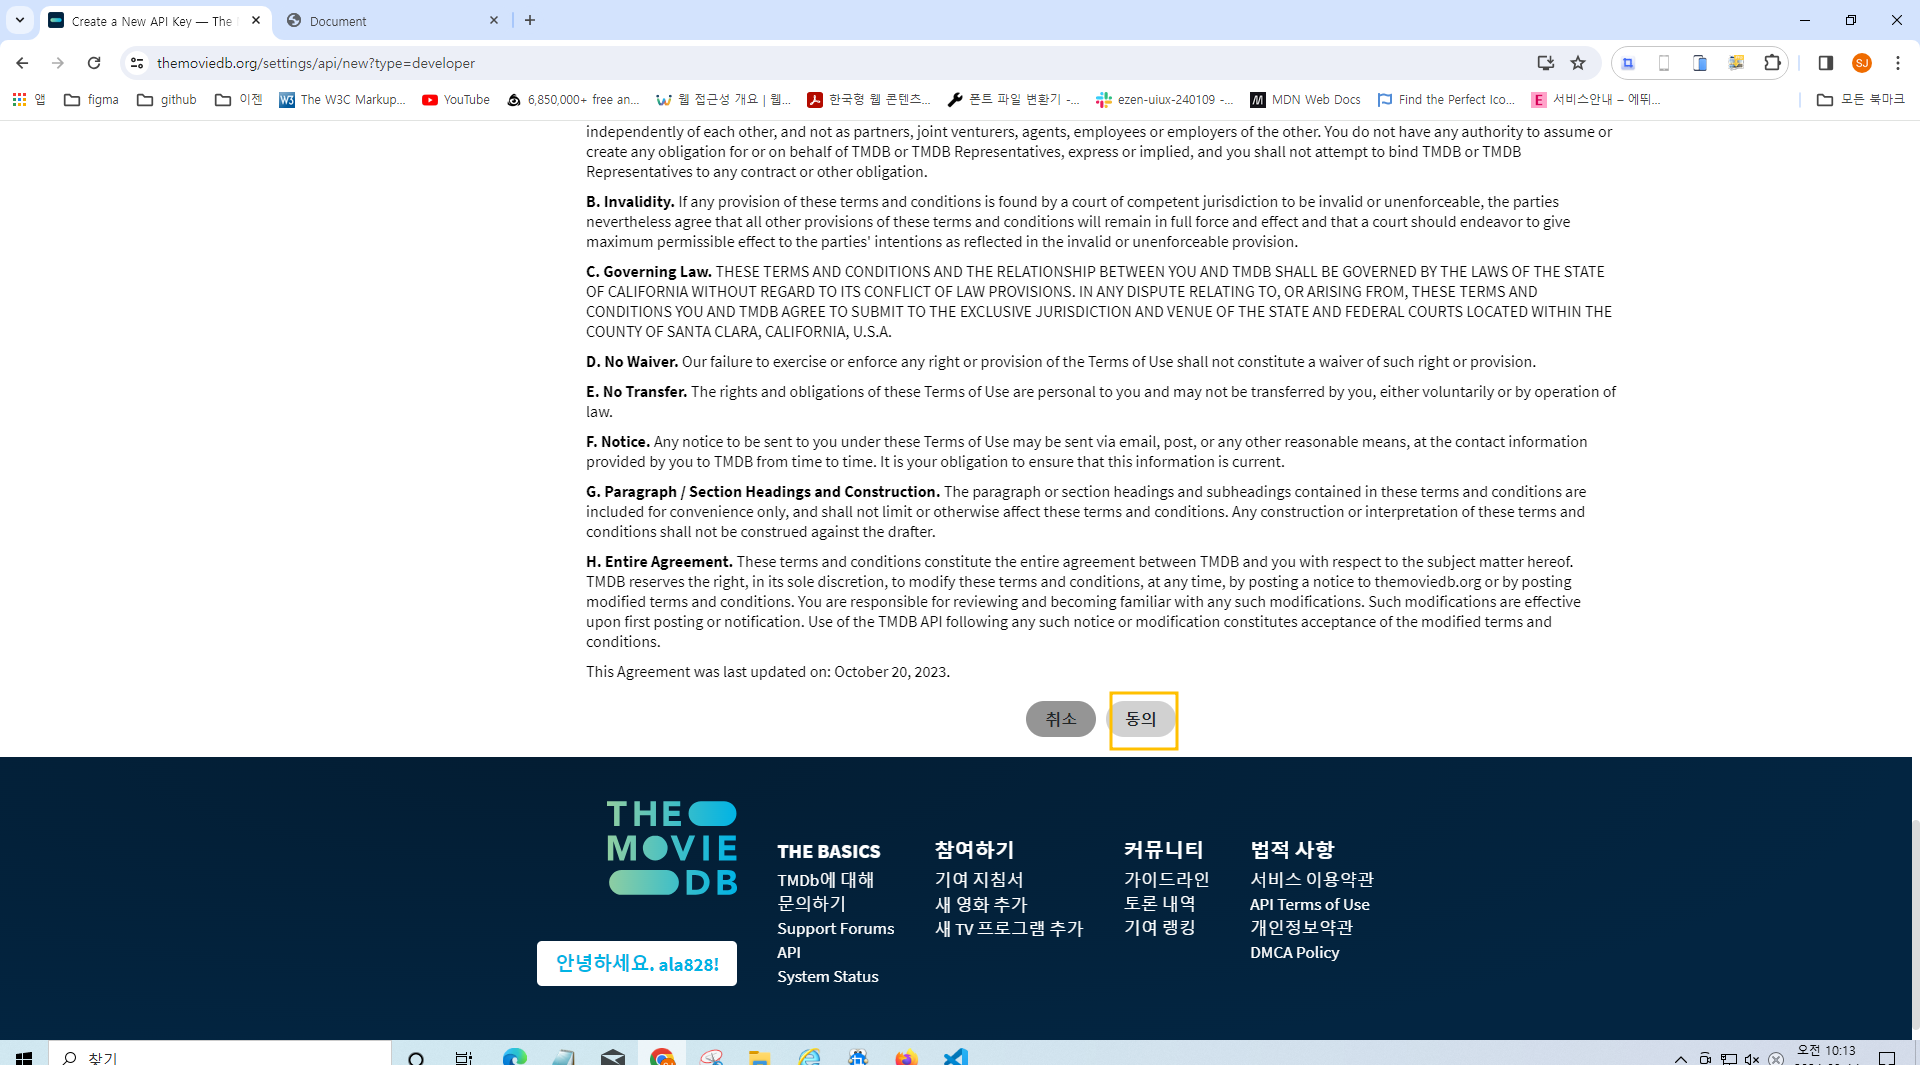 Create a New API Key — The
Document
themoviedb.org/settings/api/new?type=developer
SJ
앱
figma
github
이젠
The W3C Markup...
YouTube
6,850,000+ free an...
웹 접근성 개요 | 웹...
한국형 웹 콘텐츠...
폰트 파일 변환기 -...
ezen-uiux-240109 -...
MDN Web Docs
Find the Perfect Ico...
서비스안내 – 에뛰...
모든 북마크
independently of each other, and not as partners, joint venturers, agents, employees or employers of the other. You do not have any authority to assume or
create any obligation for or on behalf of TMDB or TMDB Representatives, express or implied, and you shall not attempt to bind TMDB or TMDB
Representatives to any contract or other obligation.
B. Invalidity. If any provision of these terms and conditions is found by a court of competent jurisdiction to be invalid or unenforceable, the parties
nevertheless agree that all other provisions of these terms and conditions will remain in full force and effect and that a court should endeavor to give
maximum permissible effect to the parties' intentions as reflected in the invalid or unenforceable provision.
C. Governing Law. THESE TERMS AND CONDITIONS AND THE RELATIONSHIP BETWEEN YOU AND TMDB SHALL BE GOVERNED BY THE LAWS OF THE STATE
OF CALIFORNIA WITHOUT REGARD TO ITS CONFLICT OF LAW PROVISIONS. IN ANY DISPUTE RELATING TO, OR ARISING FROM, THESE TERMS AND
CONDITIONS YOU AND TMDB AGREE TO SUBMIT TO THE EXCLUSIVE JURISDICTION AND VENUE OF THE STATE AND FEDERAL COURTS LOCATED WITHIN THE
COUNTY OF SANTA CLARA, CALIFORNIA, U.S.A.
D. No Waiver. Our failure to exercise or enforce any right or provision of the Terms of Use shall not constitute a waiver of such right or provision.
E. No Transfer. The rights and obligations of these Terms of Use are personal to you and may not be transferred by you, either voluntarily or by operation of
law.
F. Notice. Any notice to be sent to you under these Terms of Use may be sent via email, post, or any other reasonable means, at the contact information
provided by you to TMDB from time to time. It is your obligation to ensure that this information is current.
G. Paragraph / Section Headings and Construction. The paragraph or section headings and subheadings contained in these terms and conditions are
included for convenience only, and shall not limit or otherwise affect these terms and conditions. Any construction or interpretation of these terms and
conditions shall not be construed against the drafter.
H. Entire Agreement. These terms and conditions constitute the entire agreement between TMDB and you with respect to the subject matter hereof.
TMDB reserves the right, in its sole discretion, to modify these terms and conditions, at any time, by posting a notice to themoviedb.org or by posting
modified terms and conditions. You are responsible for reviewing and becoming familiar with any such modifications. Such modifications are effective
upon first posting or notification. Use of the TMDB API following any such notice or modification constitutes acceptance of the modified terms and
conditions.
This Agreement was last updated on: October 20, 2023.
취소
동의
THE
MOVIE
DB
안녕하세요. ala828!
THE BASICS
TMDb에 대해
문의하기
Support Forums
API
System Status
참여하기
기여 지침서
새 영화 추가
새 TV 프로그램 추가
커뮤니티
가이드라인
토론 내역
기여 랭킹
법적 사항
서비스 이용약관
API Terms of Use
개인정보약관
DMCA Policy
찾기
오전 10:13